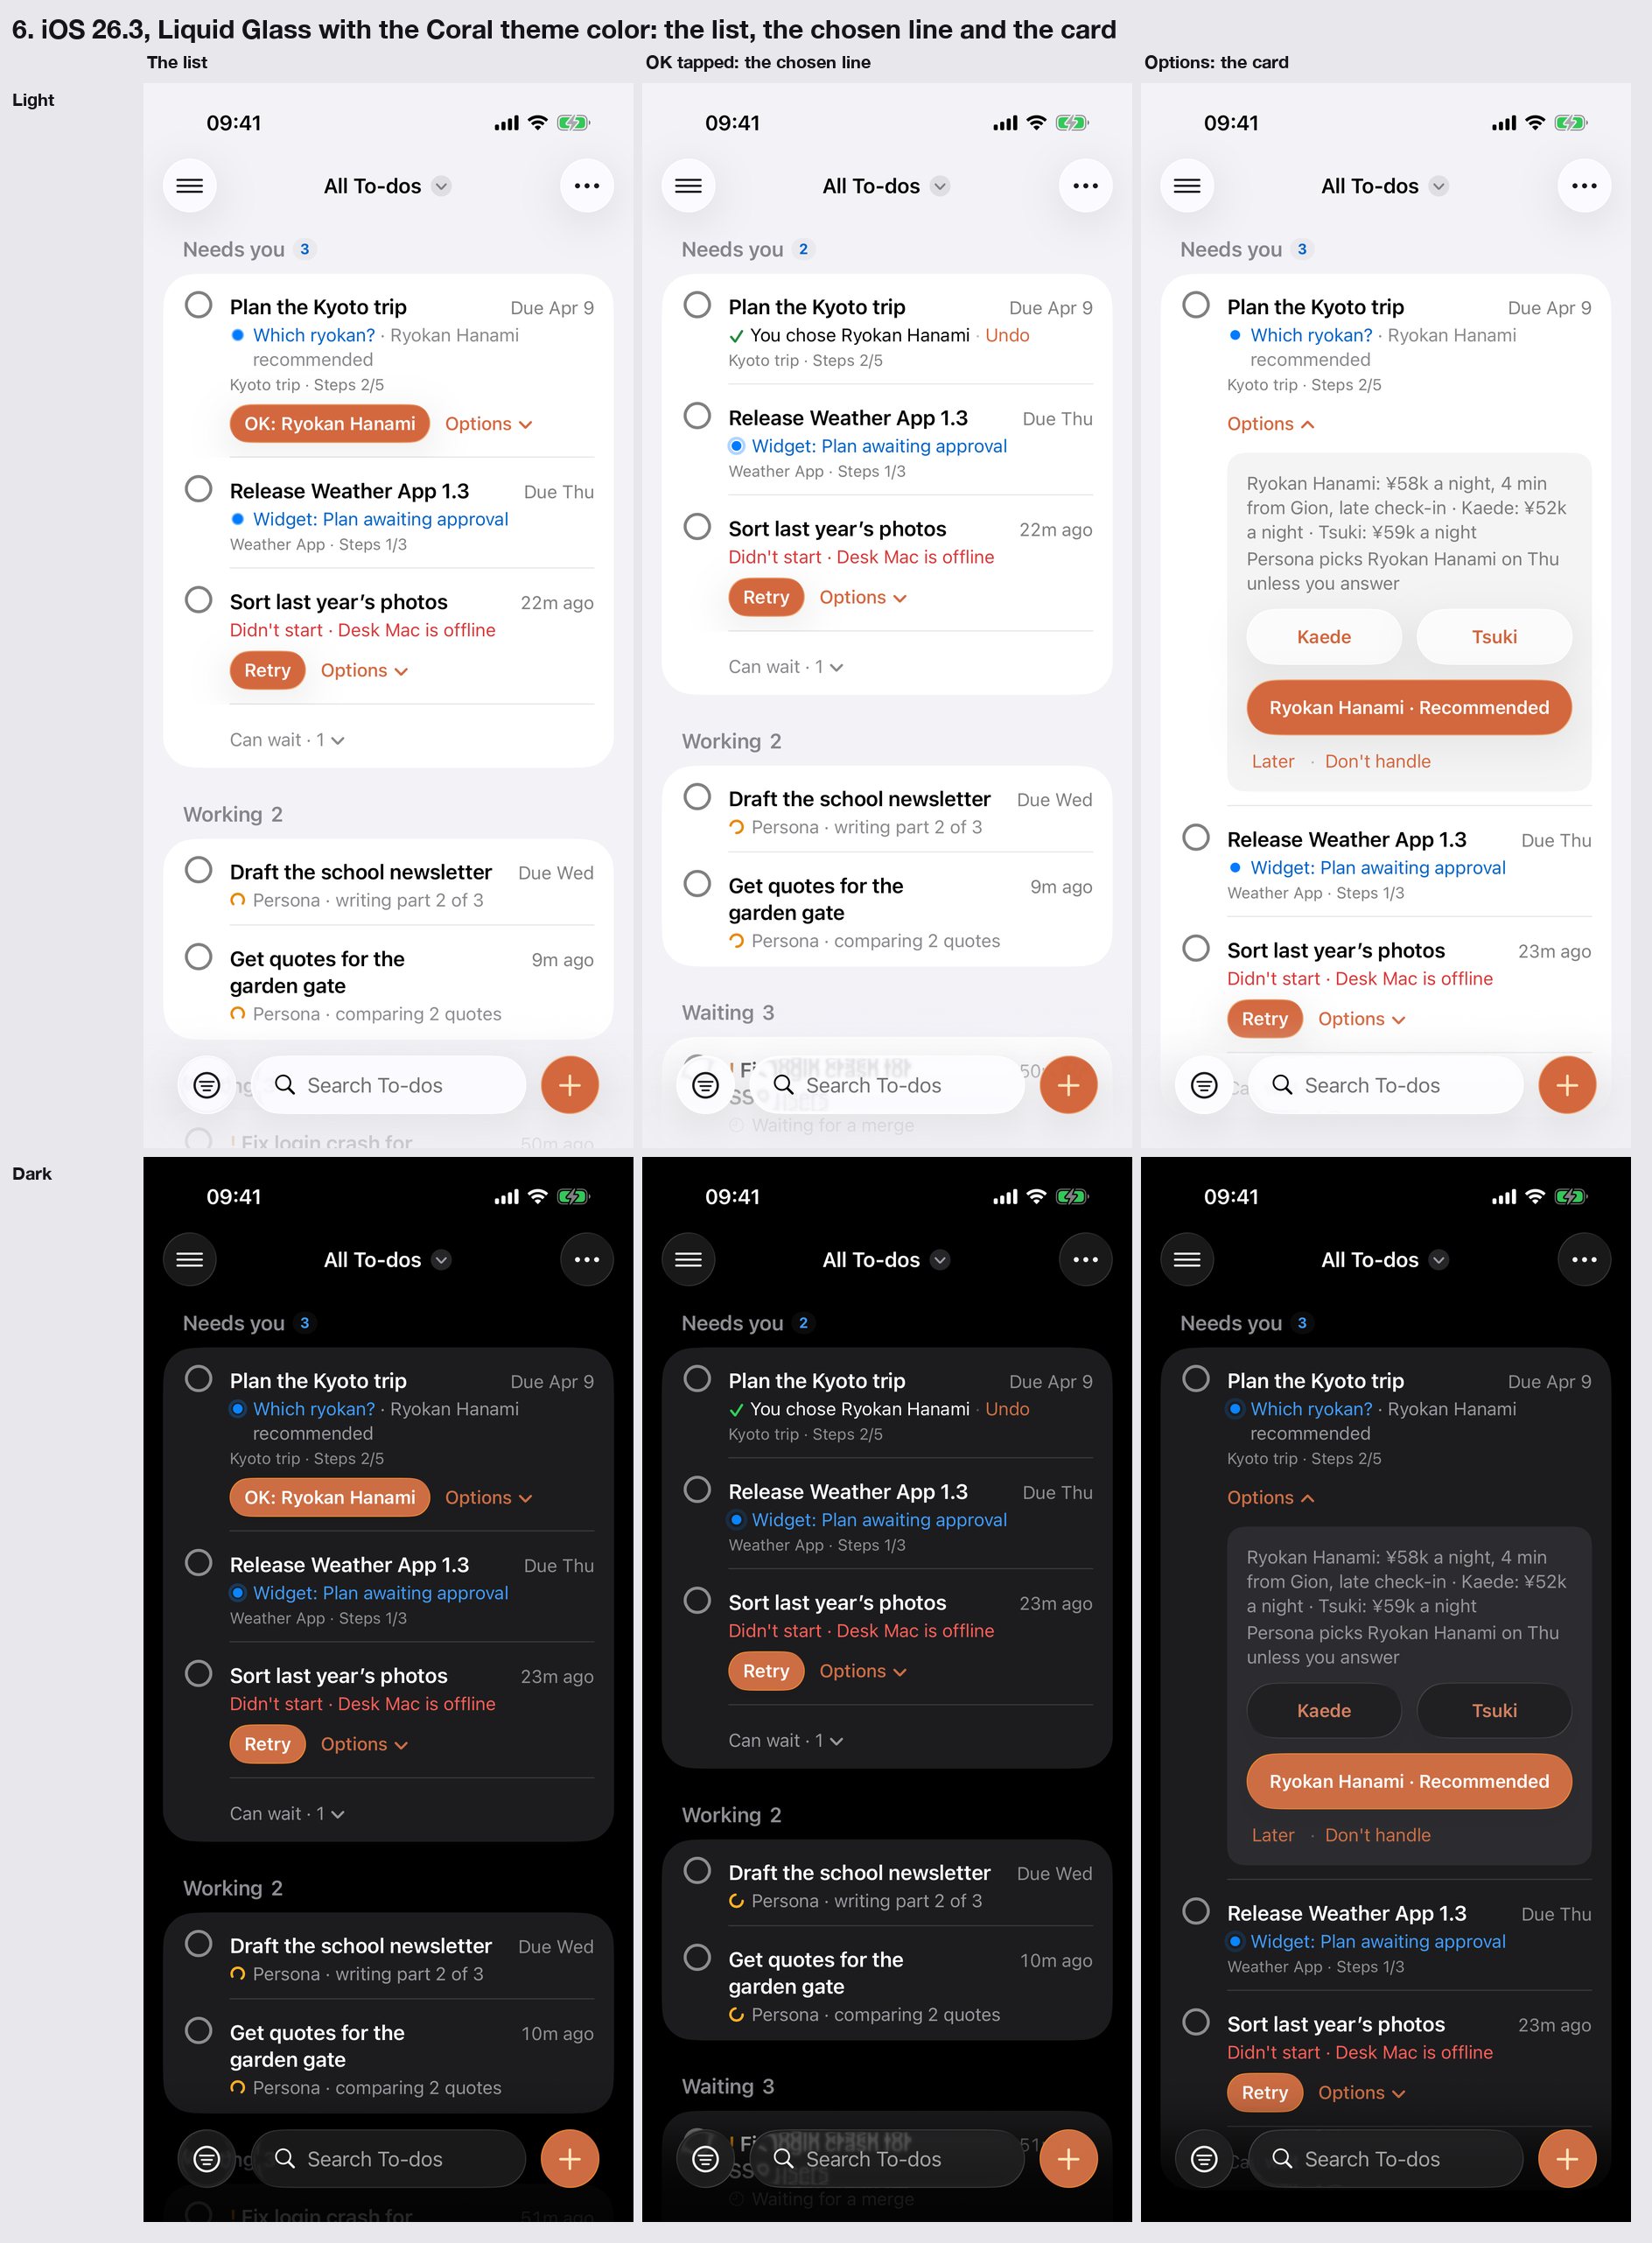 6. iOS 26.3, Liquid Glass with the Coral theme color: the list, the chosen line and the card
The list
OK tapped: the chosen line
Options: the card
Light
09:41
All To-dos
Needs you 3
Plan the Kyoto trip
Due Apr 9
Which ryokan? · Ryokan Hanami
recommended
Kyoto trip · Steps 2/5
OK: Ryokan Hanami
Options
Release Weather App 1.3
Due Thu
Widget: Plan awaiting approval
Weather App · Steps 1/3
Sort last year’s photos
22m ago
Didn't start · Desk Mac is offline
Retry
Options
Can wait · 1
Working 2
Draft the school newsletter
Due Wed
Persona · writing part 2 of 3
Get quotes for the
garden gate
9m ago
Persona · comparing 2 quotes
Search To-dos
! Fix login crash for
50m ago
09:41
All To-dos
Needs you 2
Plan the Kyoto trip
Due Apr 9
You chose Ryokan Hanami · Undo
Kyoto trip · Steps 2/5
Release Weather App 1.3
Due Thu
Widget: Plan awaiting approval
Weather App · Steps 1/3
Sort last year’s photos
22m ago
Didn't start · Desk Mac is offline
Retry
Options
Can wait · 1
Working 2
Draft the school newsletter
Due Wed
Persona · writing part 2 of 3
Get quotes for the
garden gate
9m ago
Persona · comparing 2 quotes
Waiting 3
Search To-dos
Waiting for a merge
09:41
All To-dos
Needs you 3
Plan the Kyoto trip
Due Apr 9
Which ryokan? · Ryokan Hanami
recommended
Kyoto trip · Steps 2/5
Options
Ryokan Hanami: ¥58k a night, 4 min
from Gion, late check-in · Kaede: ¥52k
a night · Tsuki: ¥59k a night
Persona picks Ryokan Hanami on Thu
unless you answer
Kaede
Tsuki
Ryokan Hanami · Recommended
Later · Don't handle
Release Weather App 1.3
Due Thu
Widget: Plan awaiting approval
Weather App · Steps 1/3
Sort last year’s photos
23m ago
Didn't start · Desk Mac is offline
Retry
Options
Search To-dos
Dark
09:41
All To-dos
Needs you 3
Plan the Kyoto trip
Due Apr 9
Which ryokan? · Ryokan Hanami
recommended
Kyoto trip · Steps 2/5
OK: Ryokan Hanami
Options
Release Weather App 1.3
Due Thu
Widget: Plan awaiting approval
Weather App · Steps 1/3
Sort last year’s photos
23m ago
Didn't start · Desk Mac is offline
Retry
Options
Can wait · 1
Working 2
Draft the school newsletter
Due Wed
Persona · writing part 2 of 3
Get quotes for the
garden gate
10m ago
Persona · comparing 2 quotes
Search To-dos
! Fix login crash for
51m ago
09:41
All To-dos
Needs you 2
Plan the Kyoto trip
Due Apr 9
You chose Ryokan Hanami · Undo
Kyoto trip · Steps 2/5
Release Weather App 1.3
Due Thu
Widget: Plan awaiting approval
Weather App · Steps 1/3
Sort last year’s photos
23m ago
Didn't start · Desk Mac is offline
Retry
Options
Can wait · 1
Working 2
Draft the school newsletter
Due Wed
Persona · writing part 2 of 3
Get quotes for the
garden gate
10m ago
Persona · comparing 2 quotes
Waiting 3
Search To-dos
Waiting for a merge
09:41
All To-dos
Needs you 3
Plan the Kyoto trip
Due Apr 9
Which ryokan? · Ryokan Hanami
recommended
Kyoto trip · Steps 2/5
Options
Ryokan Hanami: ¥58k a night, 4 min
from Gion, late check-in · Kaede: ¥52k
a night · Tsuki: ¥59k a night
Persona picks Ryokan Hanami on Thu
unless you answer
Kaede
Tsuki
Ryokan Hanami · Recommended
Later · Don't handle
Release Weather App 1.3
Due Thu
Widget: Plan awaiting approval
Weather App · Steps 1/3
Sort last year’s photos
23m ago
Didn't start · Desk Mac is offline
Retry
Options
Search To-dos